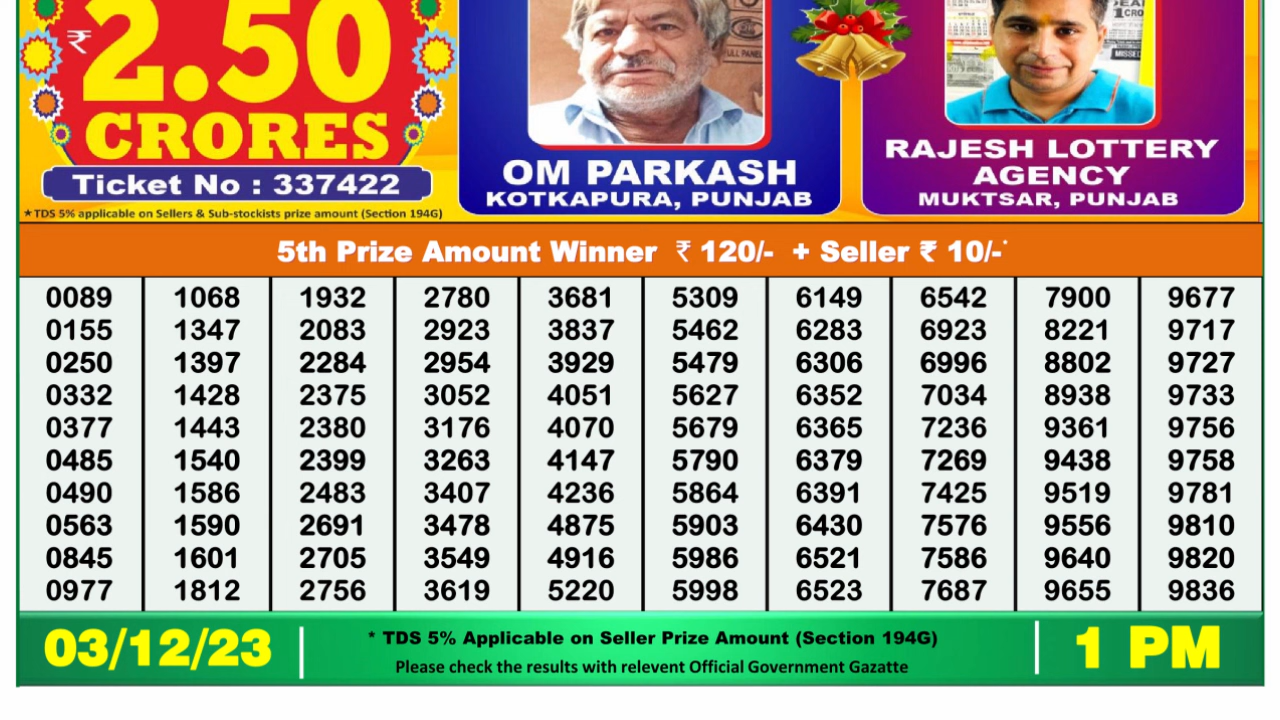 ₹ 2.50
CRORES
Ticket No : 337422
★TDS 5% applicable on Sellers & Sub-stockists prize amount (Section 194G)
OM PARKASH
KOTKAPURA, PUNJAB
RAJESH LOTTERY
AGENCY
MUKTSAR, PUNJAB
5th Prize Amount Winner ₹ 120/- + Seller ₹ 10/-*
0089 1068 1932 2780 3681 5309 6149 6542 7900 9677
0155 1347 2083 2923 3837 5462 6283 6923 8221 9717
0250 1397 2284 2954 3929 5479 6306 6996 8802 9727
0332 1428 2375 3052 4051 5627 6352 7034 8938 9733
0377 1443 2380 3176 4070 5679 6365 7236 9361 9756
0485 1540 2399 3263 4147 5790 6379 7269 9438 9758
0490 1586 2483 3407 4236 5864 6391 7425 9519 9781
0563 1590 2691 3478 4875 5903 6430 7576 9556 9810
0845 1601 2705 3549 4916 5986 6521 7586 9640 9820
0977 1812 2756 3619 5220 5998 6523 7687 9655 9836
03/12/23
* TDS 5% Applicable on Seller Prize Amount (Section 194G)
Please check the results with relevent Official Government Gazatte
1 PM